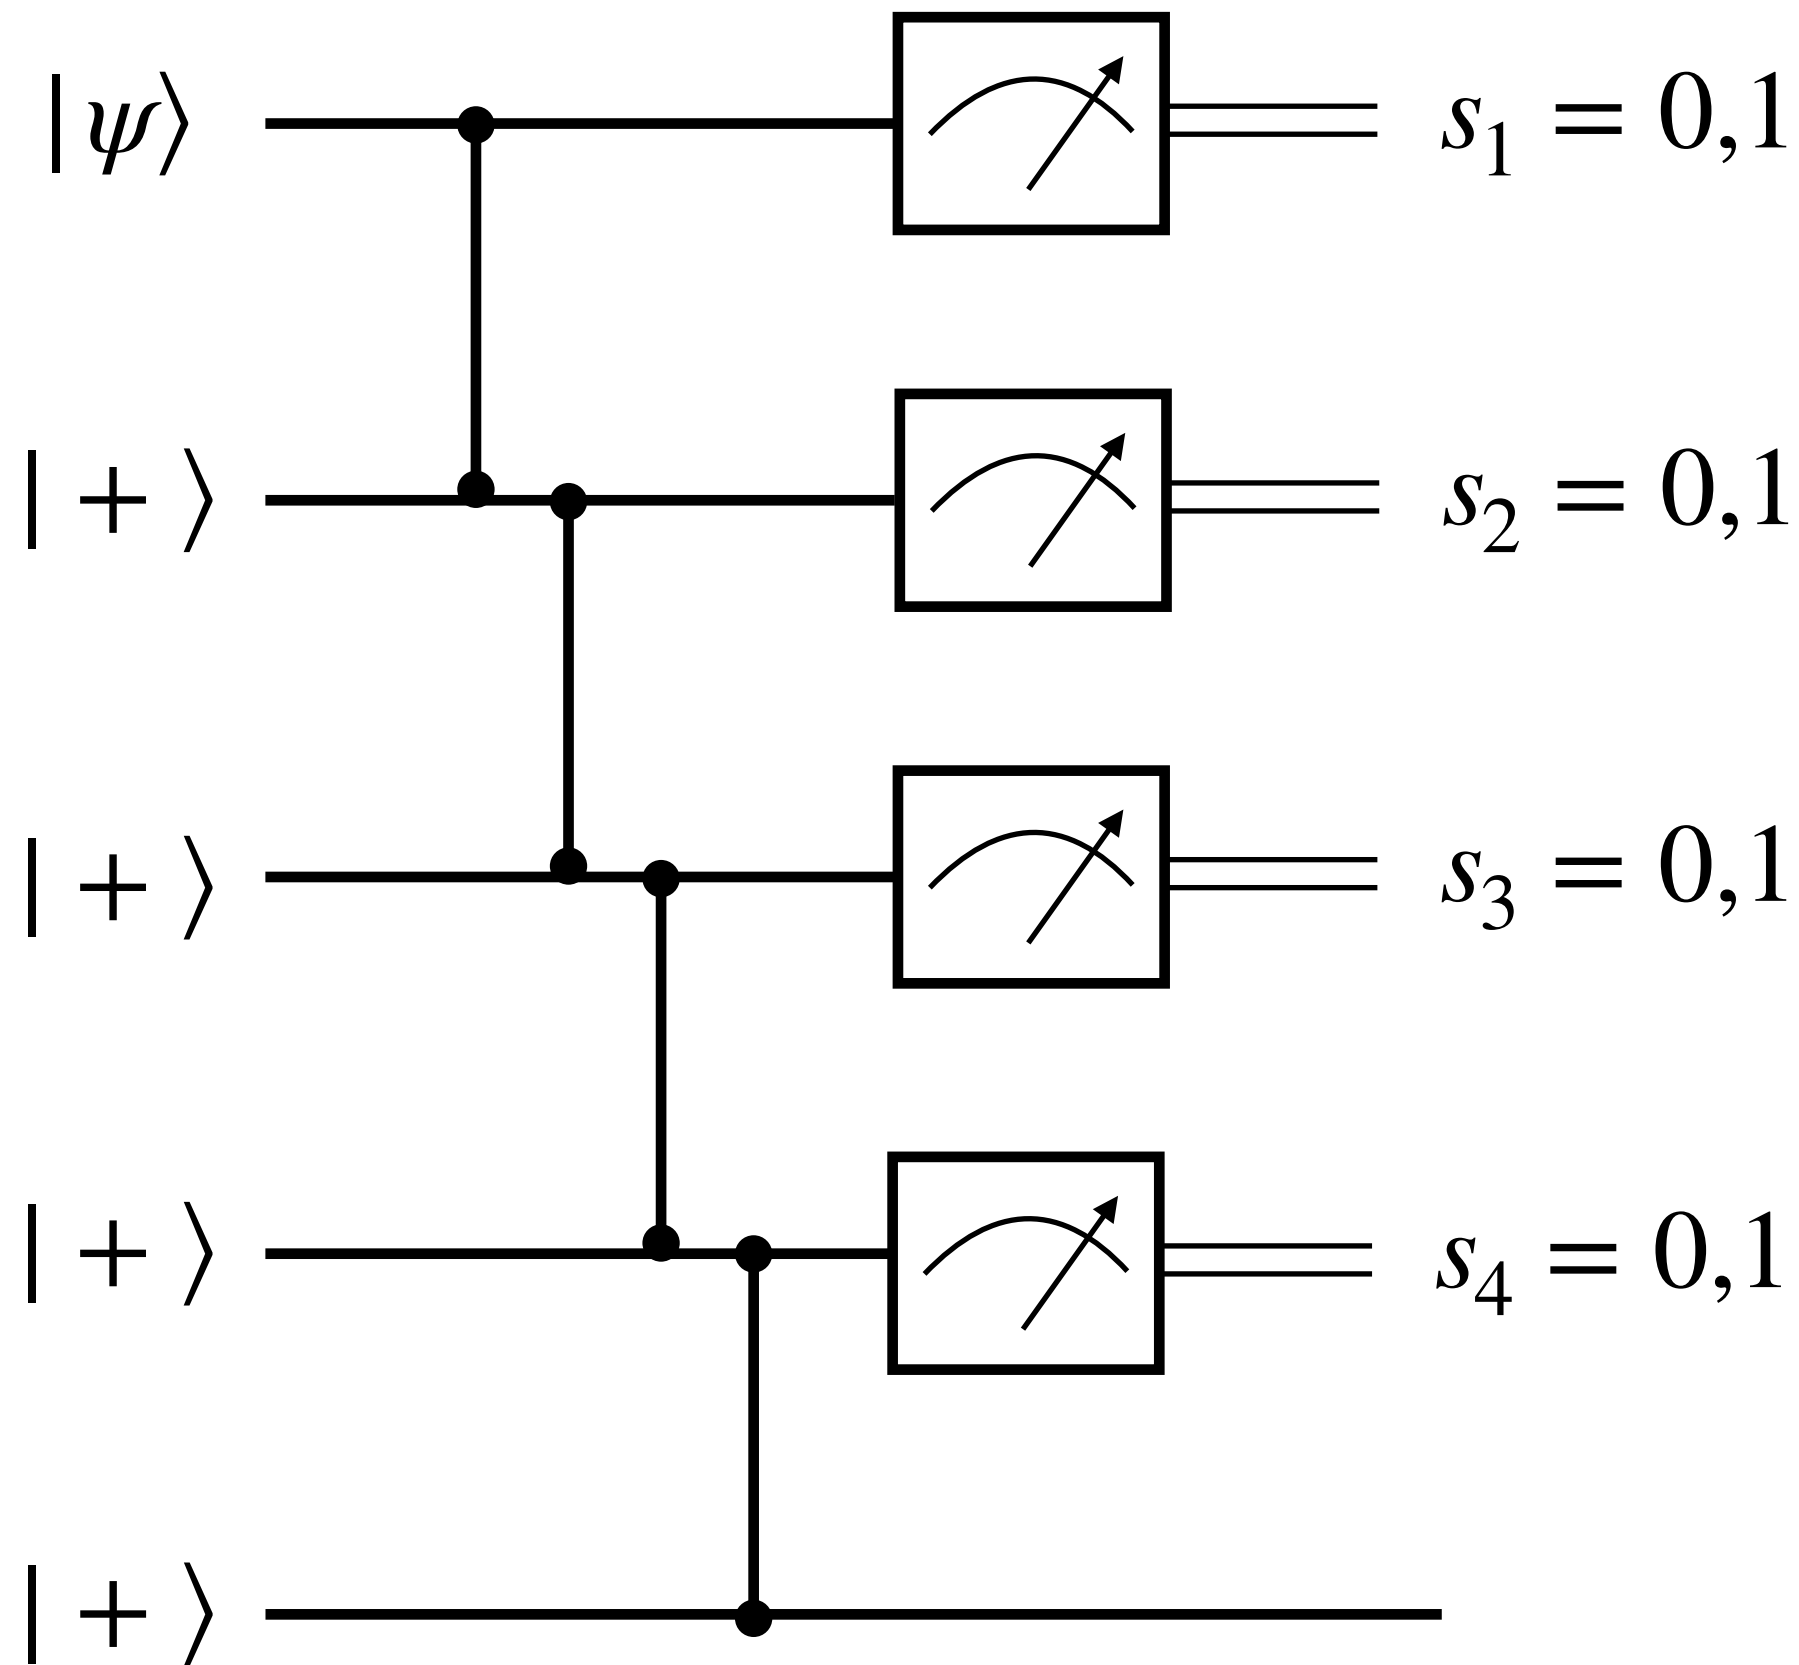 |ψ⟩ s₁ = 0,1
|+⟩ s₂ = 0,1
|+⟩ s₃ = 0,1
|+⟩ s₄ = 0,1
|+⟩